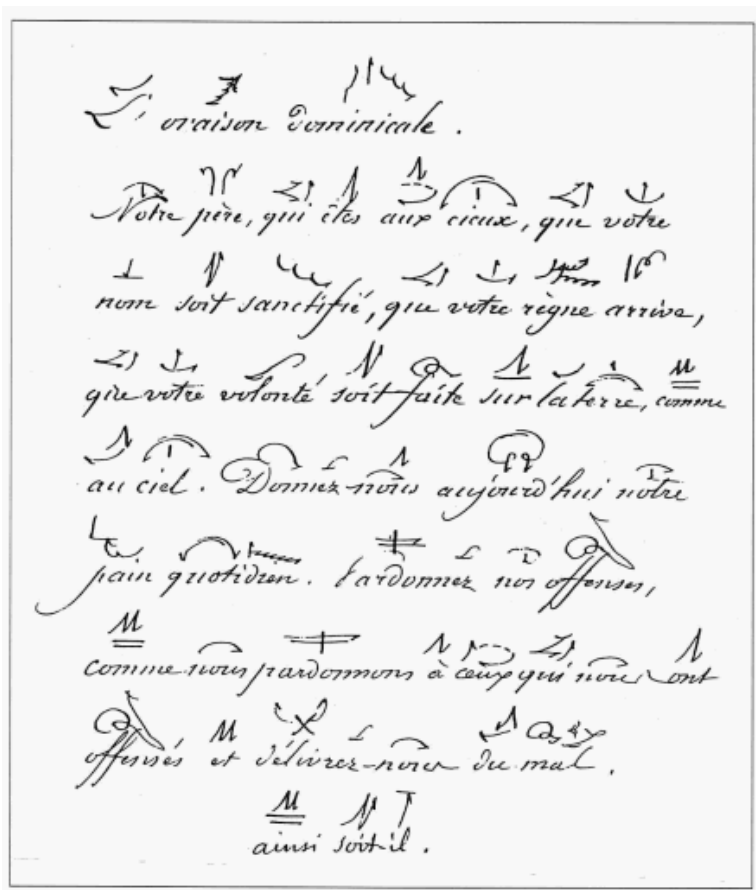 L'oraison Dominicale.
Notre père, qui êtes aux cieux, que votre
nom soit sanctifié, que votre règne arrive,
que votre volonté soit faite sur la terre, comme
au ciel. Donnez-nous aujourd'hui notre
pain quotidien. Pardonnez nos offenses,
comme nous pardonnons à ceux qui nous ont
offensés et délivrez-nous du mal.
ainsi soit-il.